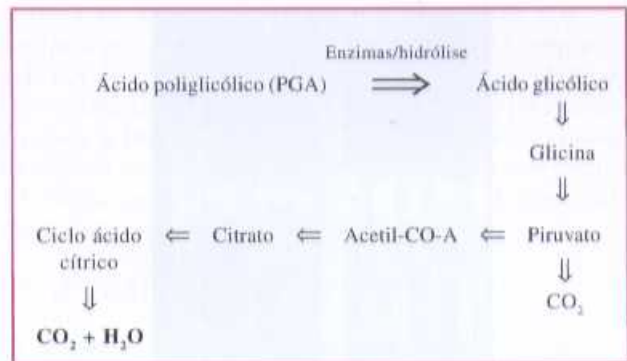 Enzimas/hidrólise
Ácido poliglicólico (PGA) ⟹ Ácido glicólico
⇓
Glicina
⇓
Ciclo ácido cítrico ⇐ Citrato ⇐ Acetil-CO-A ⇐ Piruvato
⇓ ⇓
CO₂
CO₂ + H₂O